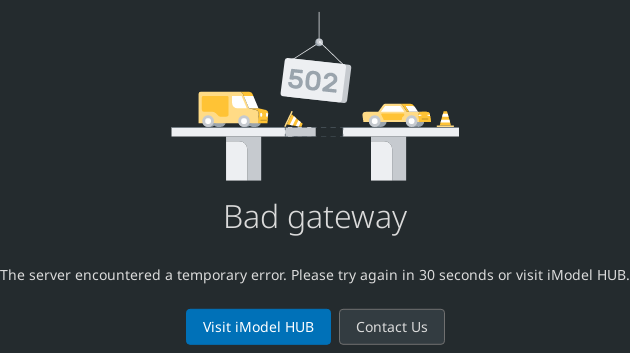 502
Bad gateway
The server encountered a temporary error. Please try again in 30 seconds or visit iModel HUB.
Visit iModel HUB
Contact Us